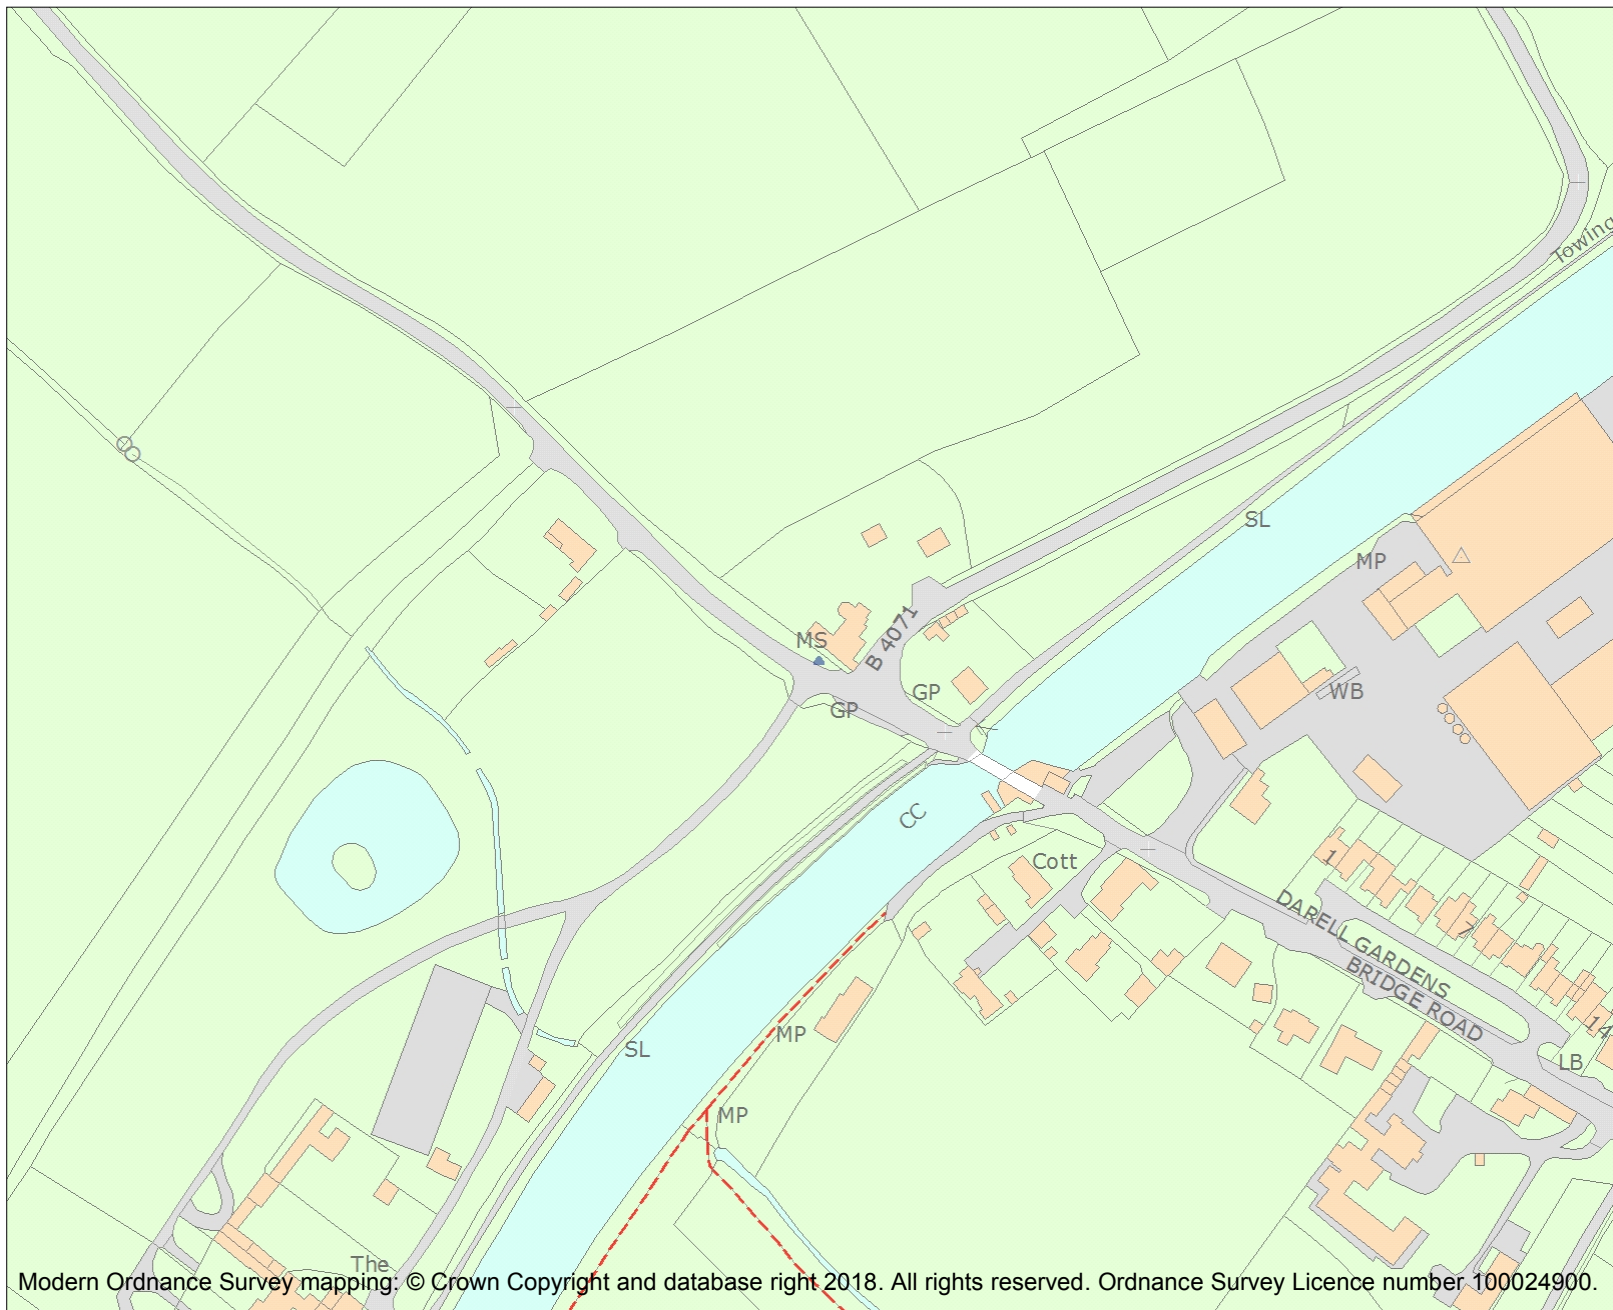 Towing
SL
MP
MS
B 4071
GP
WB
GP
CC
Cott
1
DARELL GARDENS
7
BRIDGE ROAD
14
SL
MP
LB
MP
The
Modern Ordnance Survey mapping: © Crown Copyright and database right 2018. All rights reserved. Ordnance Survey Licence number 100024900.